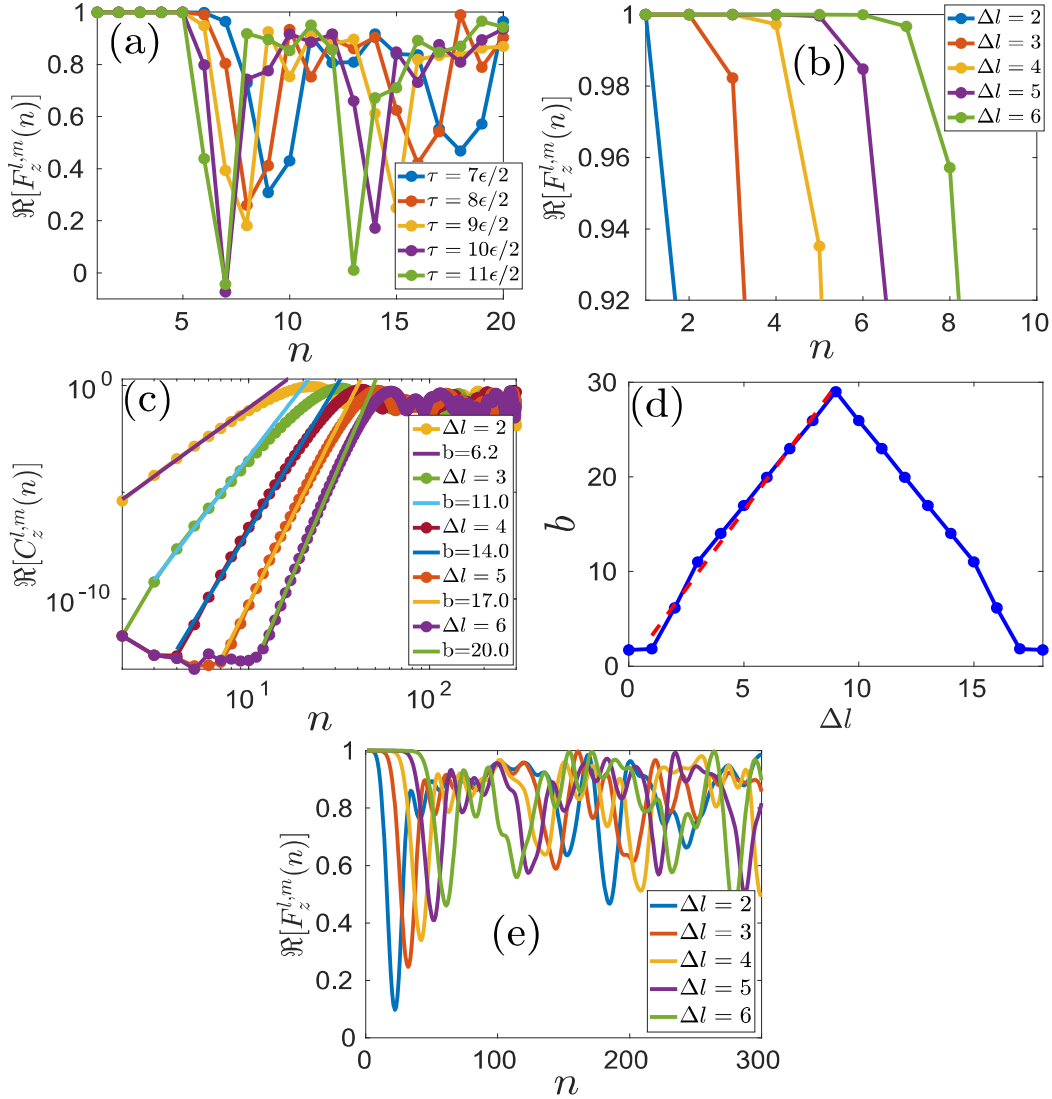 (a)
ℜ[F_z^{l,m}(n)]
1
0.8
0.6
0.4
0.2
0
5
10
15
20
n
τ = 7ϵ/2
τ = 8ϵ/2
τ = 9ϵ/2
τ = 10ϵ/2
τ = 11ϵ/2
(b)
ℜ[F_z^{l,m}(n)]
1
0.98
0.96
0.94
0.92
2
4
6
8
10
n
Δl = 2
Δl = 3
Δl = 4
Δl = 5
Δl = 6
(c)
ℜ[C_z^{l,m}(n)]
10^0
10^-10
10^1
10^2
n
Δl = 2
b=6.2
Δl = 3
b=11.0
Δl = 4
b=14.0
Δl = 5
b=17.0
Δl = 6
b=20.0
(d)
b
30
20
10
0
0
5
10
15
Δl
(e)
ℜ[F_z^{l,m}(n)]
1
0.8
0.6
0.4
0.2
0
0
100
200
300
n
Δl = 2
Δl = 3
Δl = 4
Δl = 5
Δl = 6